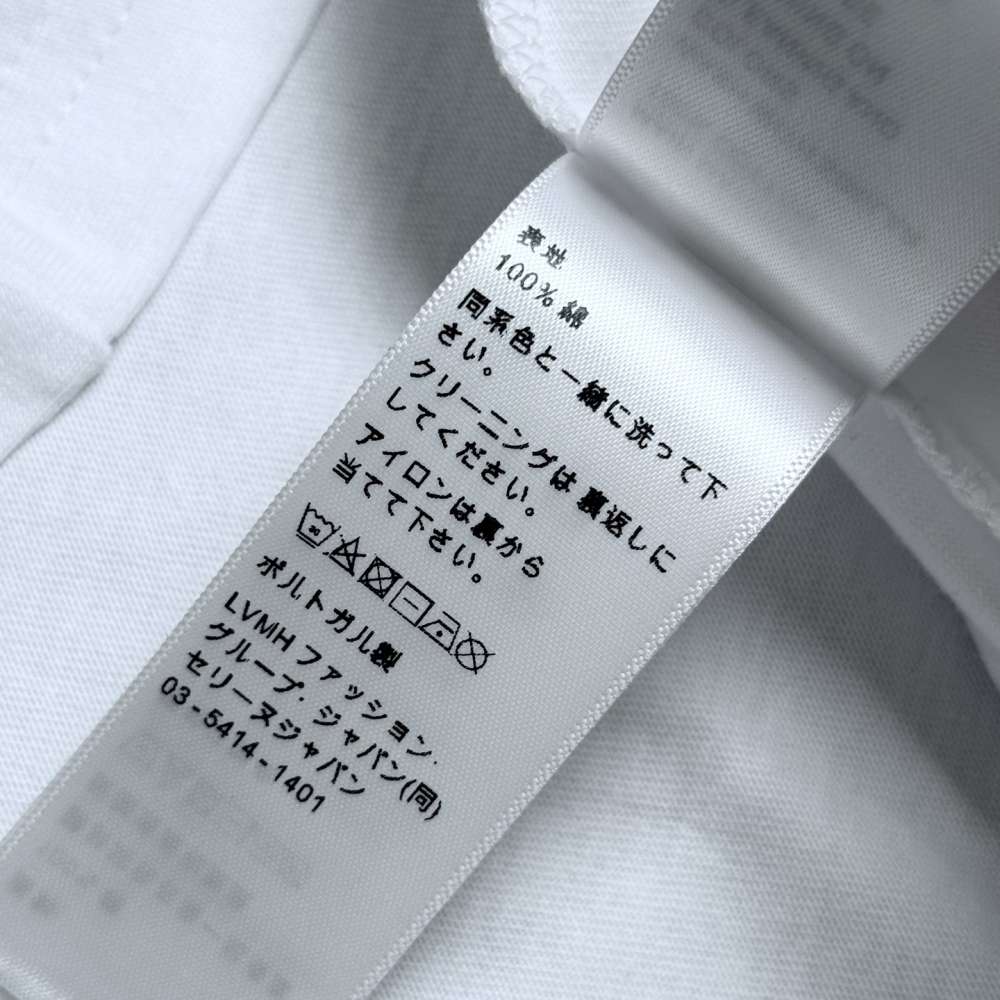 表地
100% 綿
同系色と一緒に洗って下
さい。
クリーニングは 裏返しに
してください。
アイロンは裏から
当てて下さい。
ポルトガル製
LVMH ファッション.
グループ. ジャパン(同)
セリーヌジャパン
03-5414-1401